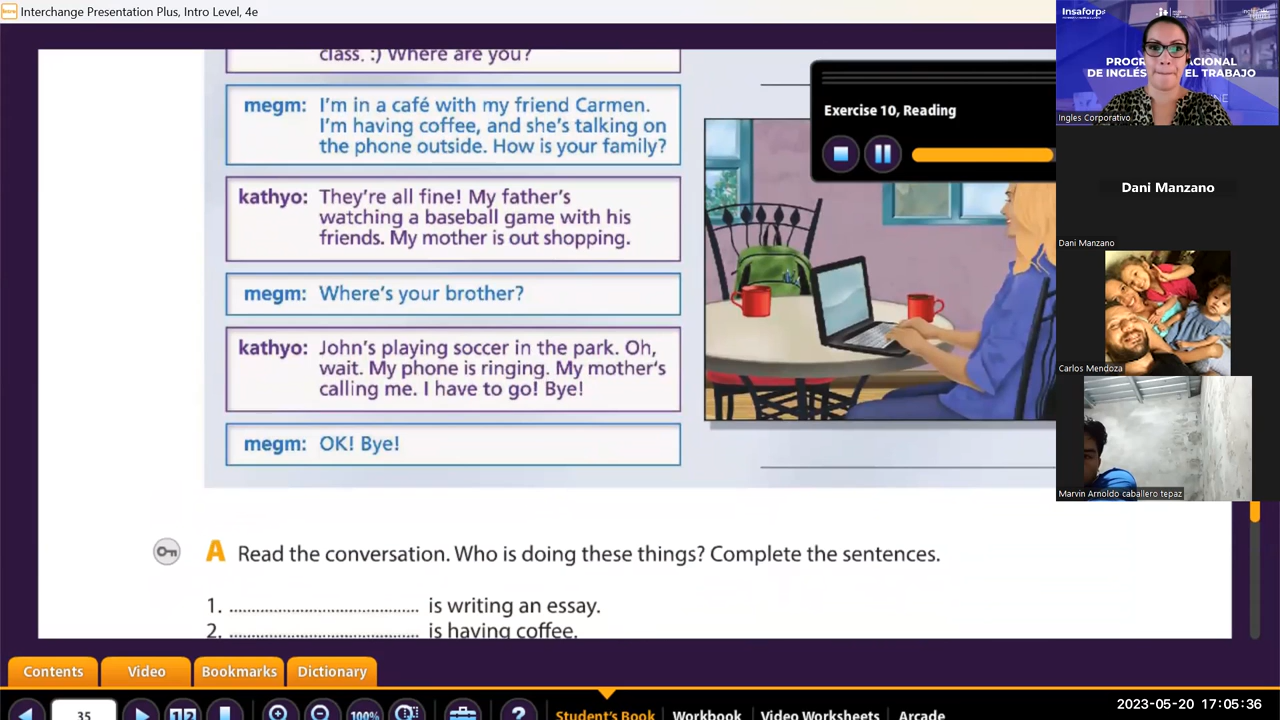 Interchange Presentation Plus, Intro Level, 4e
class. :) Where are you?
megm: I'm in a café with my friend Carmen.
I'm having coffee, and she's talking on
the phone outside. How is your family?
kathyo: They're all fine! My father's
watching a baseball game with his
friends. My mother is out shopping.
megm: Where's your brother?
kathyo: John's playing soccer in the park. Oh,
wait. My phone is ringing. My mother's
calling me. I have to go! Bye!
megm: OK! Bye!
Exercise 10, Reading
A Read the conversation. Who is doing these things? Complete the sentences.
1. ........................................... is writing an essay.
2. ........................................... is having coffee.
Contents
Video
Bookmarks
Dictionary
35
1 2
100%
?
Student's Book
Workbook
Video Worksheets
Arcade
Insaforp
DE INGLÉS
EL TRABAJO
Ingles Corporativo
Dani Manzano
Dani Manzano
Carlos Mendoza
Marvin Arnoldo caballero tepaz
2023-05-20 17:05:36